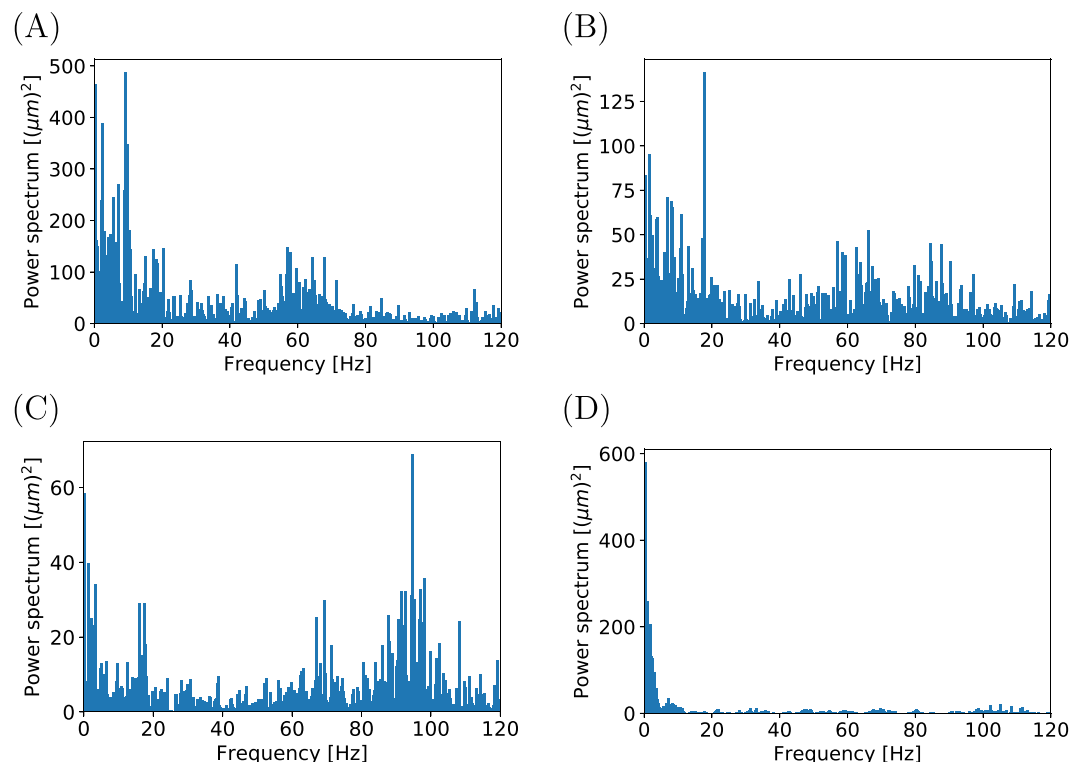 (A)
Power spectrum [(μm)²]
500
400
300
200
100
0
0 20 40 60 80 100 120
Frequency [Hz]
(B)
Power spectrum [(μm)²]
125
100
75
50
25
0
0 20 40 60 80 100 120
Frequency [Hz]
(C)
Power spectrum [(μm)²]
60
40
20
0
0 20 40 60 80 100 120
Frequency [Hz]
(D)
Power spectrum [(μm)²]
600
400
200
0
0 20 40 60 80 100 120
Frequency [Hz]